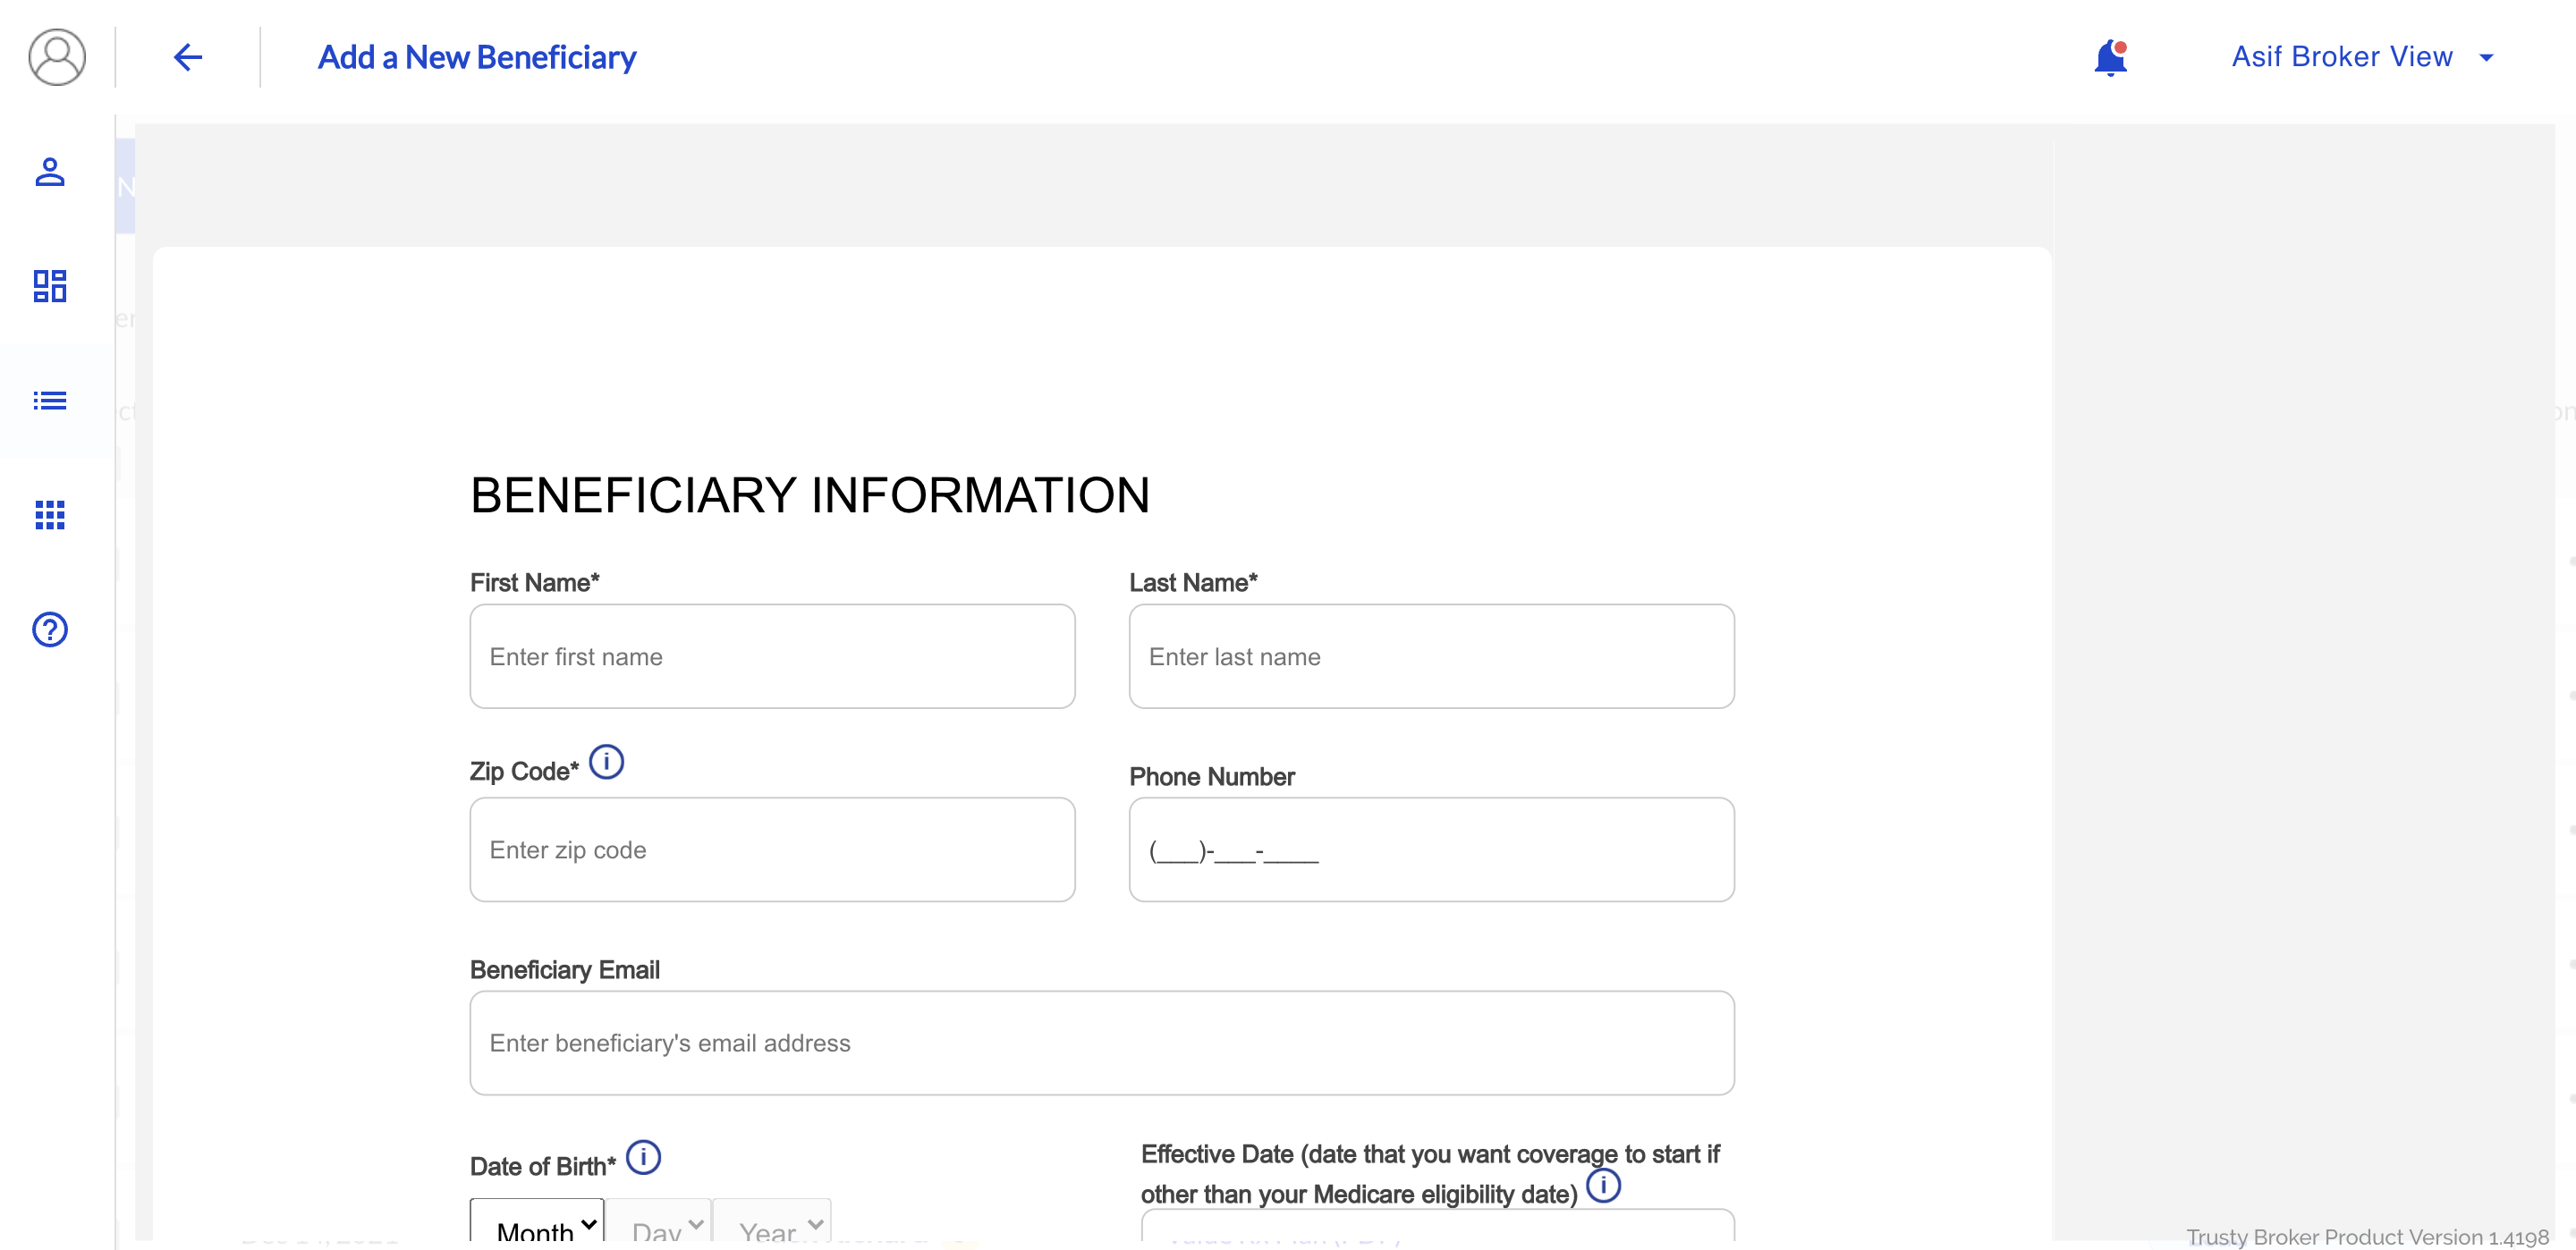 Add a New Beneficiary
Asif Broker View
BENEFICIARY INFORMATION
First Name*
Last Name*
Enter first name
Enter last name
Zip Code*
Phone Number
Enter zip code
(___)-___-____
Beneficiary Email
Enter beneficiary's email address
Date of Birth*
Effective Date (date that you want coverage to start if
other than your Medicare eligibility date)
Month
Day
Year
Trusty Broker Product Version 1.4198